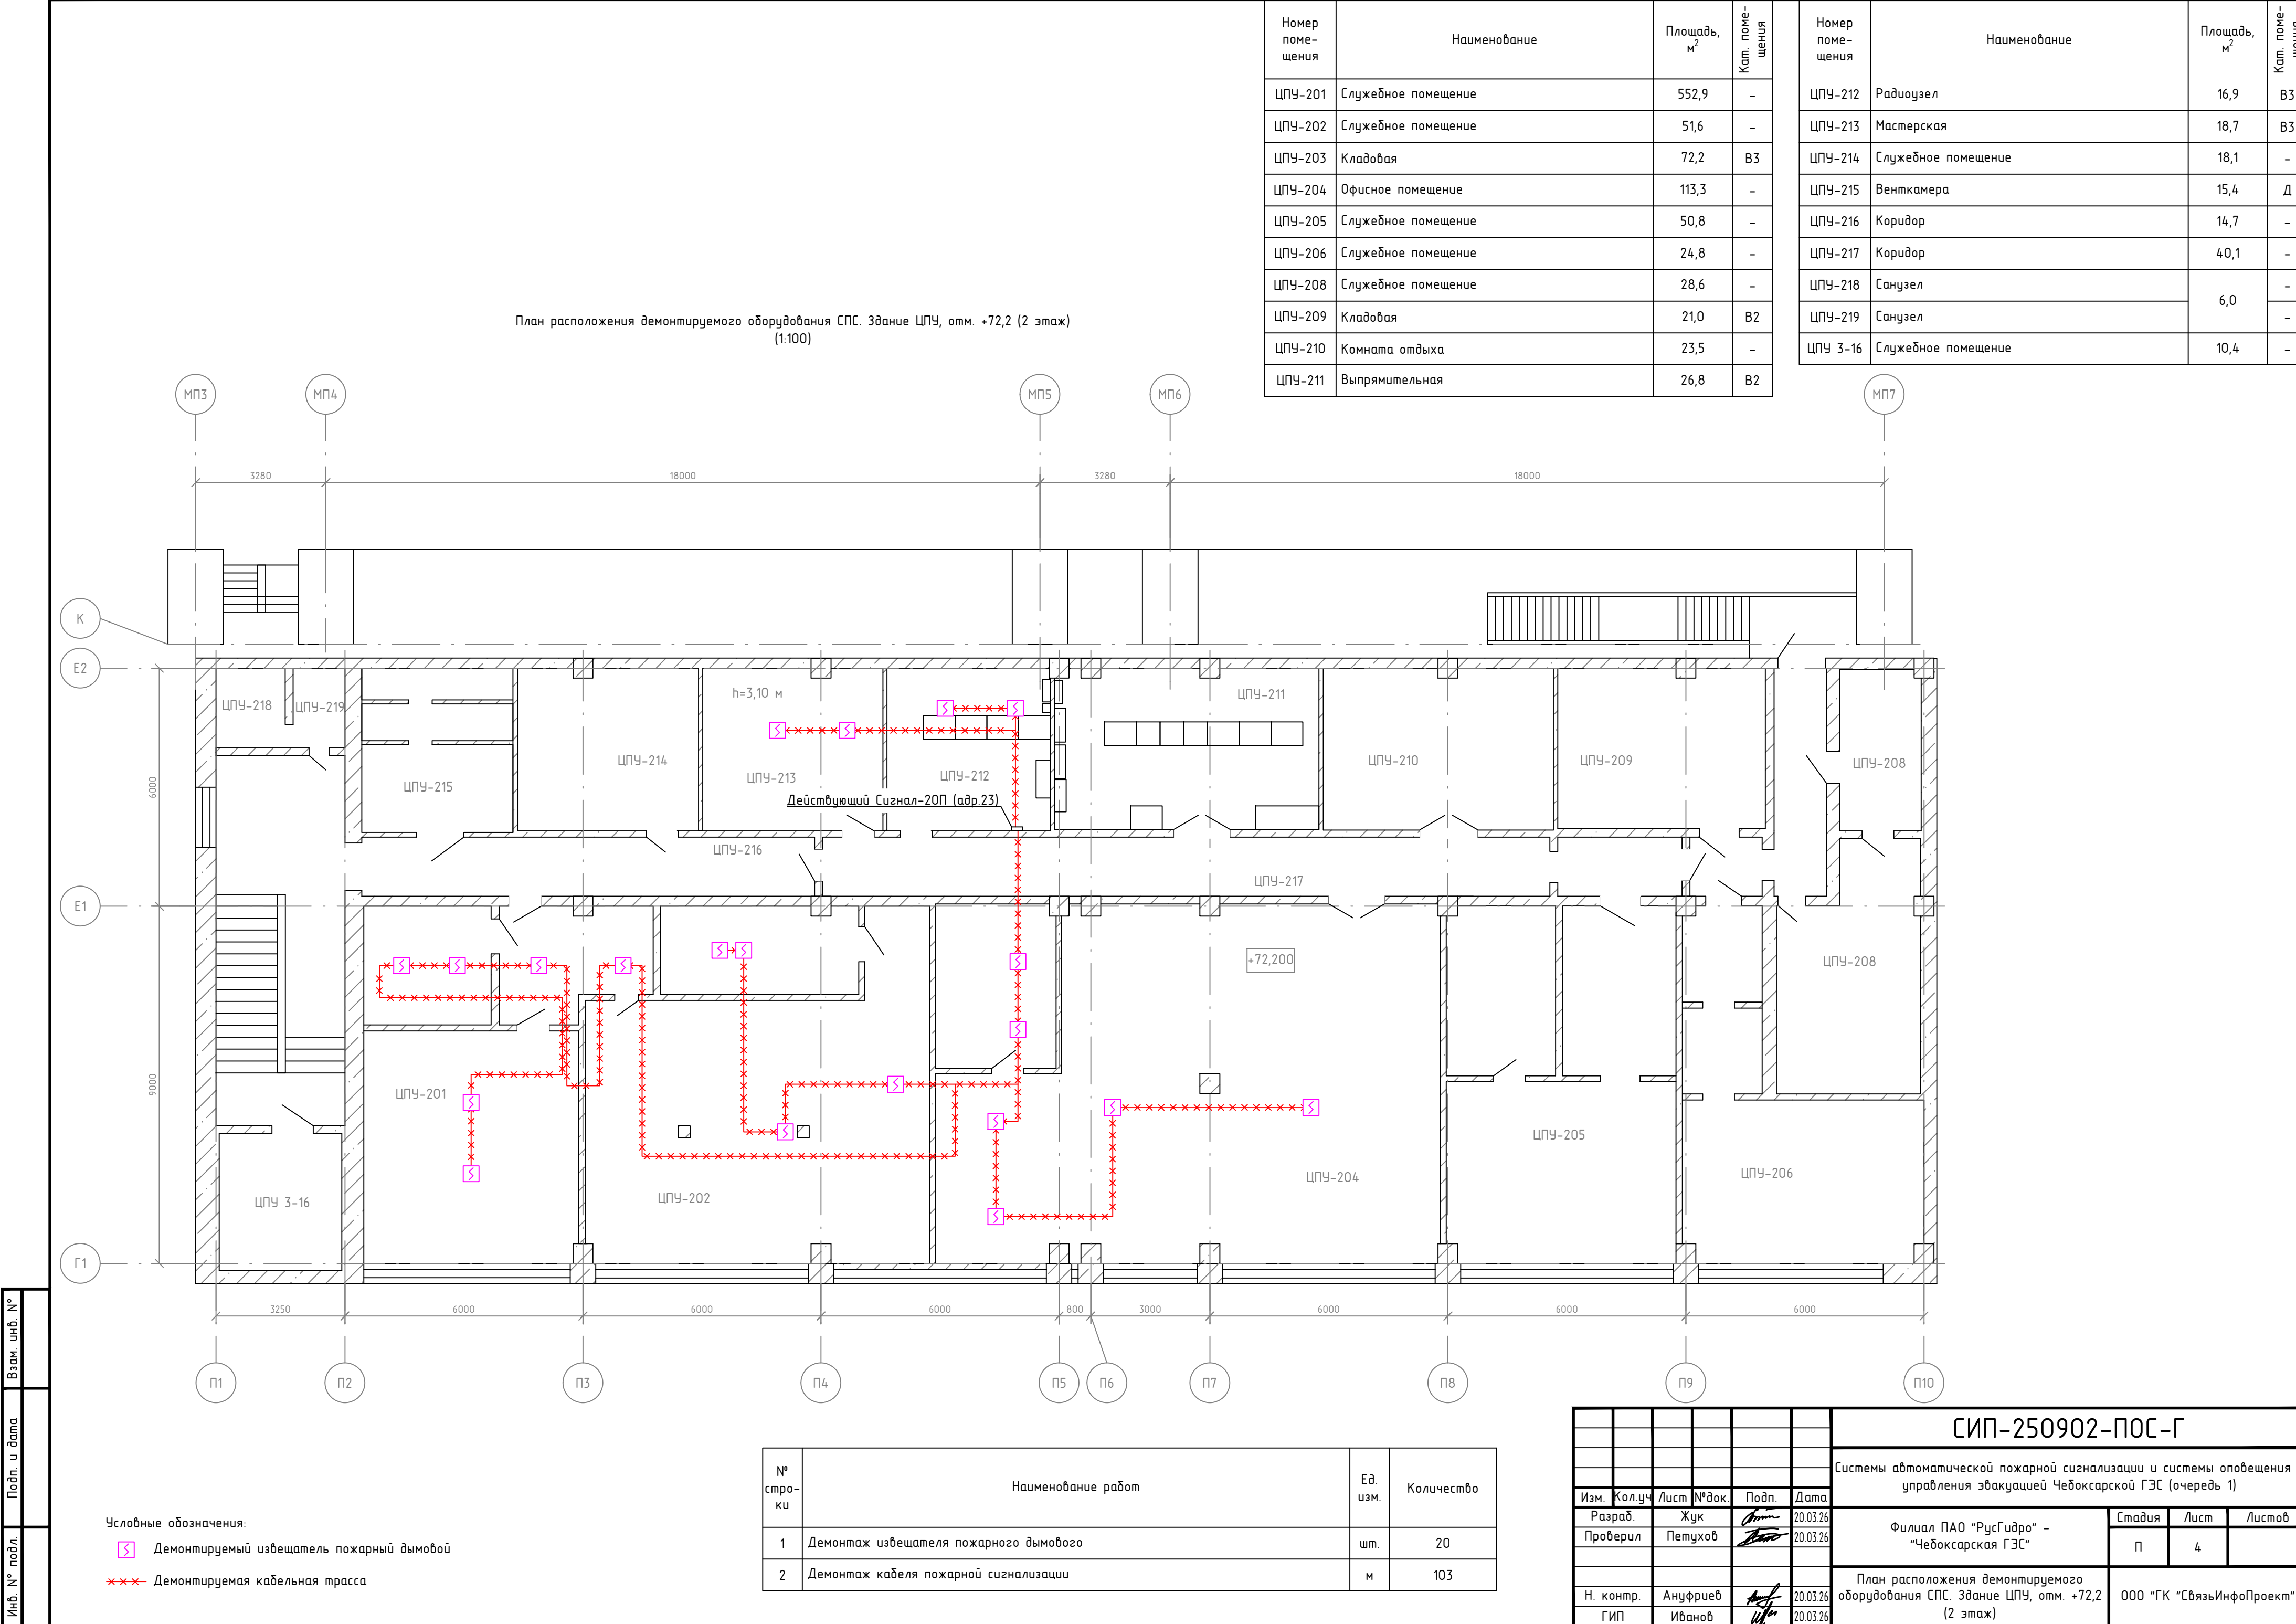 Номер поме-щения Наименование Площадь, м2 Кат. поме-щения
ЦПУ-201 Служебное помещение 552,9 -
ЦПУ-202 Служебное помещение 51,6 -
ЦПУ-203 Кладовая 72,2 В3
ЦПУ-204 Офисное помещение 113,3 -
ЦПУ-205 Служебное помещение 50,8 -
ЦПУ-206 Служебное помещение 24,8 -
ЦПУ-208 Служебное помещение 28,6 -
ЦПУ-209 Кладовая 21,0 В2
ЦПУ-210 Комната отдыха 23,5 -
ЦПУ-211 Выпрямительная 26,8 В2
Номер поме-щения Наименование Площадь, м2 Кат. поме-
ЦПУ-212 Радиоузел 16,9 В3
ЦПУ-213 Мастерская 18,7 В3
ЦПУ-214 Служебное помещение 18,1 -
ЦПУ-215 Венткамера 15,4 Д
ЦПУ-216 Коридор 14,7 -
ЦПУ-217 Коридор 40,1 -
ЦПУ-218 Санузел 6,0 -
ЦПУ-219 Санузел -
ЦПУ 3-16 Служебное помещение 10,4 -
План расположения демонтируемого оборудования СПС. Здание ЦПУ, отм. +72,2 (2 этаж)
(1:100)
МП3 МП4 МП5 МП6 МП7
3280 18000 3280 18000
К
Е2
ЦПУ-218 ЦПУ-219 h=3,10 м ЦПУ-211
ЦПУ-214 ЦПУ-210 ЦПУ-209 ЦПУ-208
6000 ЦПУ-215 ЦПУ-213 ЦПУ-212
Действующий Сигнал-20П (адр.23)
ЦПУ-216
ЦПУ-217
Е1
+72,200 ЦПУ-208
9000 ЦПУ-201
ЦПУ-205
ЦПУ 3-16 ЦПУ-202 ЦПУ-204 ЦПУ-206
Г1
3250 6000 6000 6000 800 3000 6000 6000 6000
П1 П2 П3 П4 П5 П6 П7 П8 П9 П10
Условные обозначения:
Демонтируемый извещатель пожарный дымовой
Демонтируемая кабельная трасса
№ стро-ки Наименование работ Ед. изм. Количество
1 Демонтаж извещателя пожарного дымового шт. 20
2 Демонтаж кабеля пожарной сигнализации м 103
СИП-250902-ПОС-Г
Системы автоматической пожарной сигнализации и системы оповещения
управления эвакуацией Чебоксарской ГЭС (очередь 1)
Изм. Кол.уч Лист №док. Подп. Дата
Разраб. Жук 20.03.26
Проверил Петухов 20.03.26
Н. контр. Ануфриев 20.03.26
ГИП Иванов 20.03.26
Филиал ПАО "РусГидро" -
"Чебоксарская ГЭС"
Стадия Лист Листов
П 4
План расположения демонтируемого
оборудования СПС. Здание ЦПУ, отм. +72,2
(2 этаж)
ООО "ГК "СвязьИнфоПроект"
Взам. инв. №
Подп. и дата
Инв. № подл.